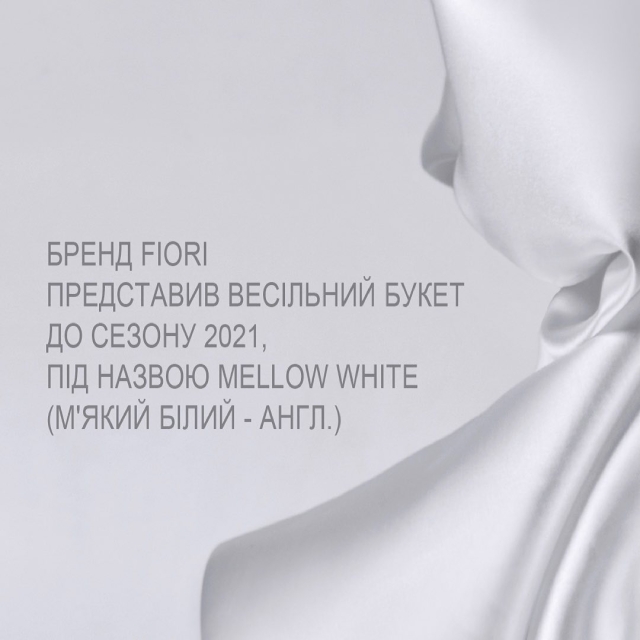 БРЕНД FIORI
ПРЕДСТАВИВ ВЕСІЛЬНИЙ БУКЕТ
ДО СЕЗОНУ 2021,
ПІД НАЗВОЮ MELLOW WHITE
(М'ЯКИЙ БІЛИЙ - АНГЛ.)